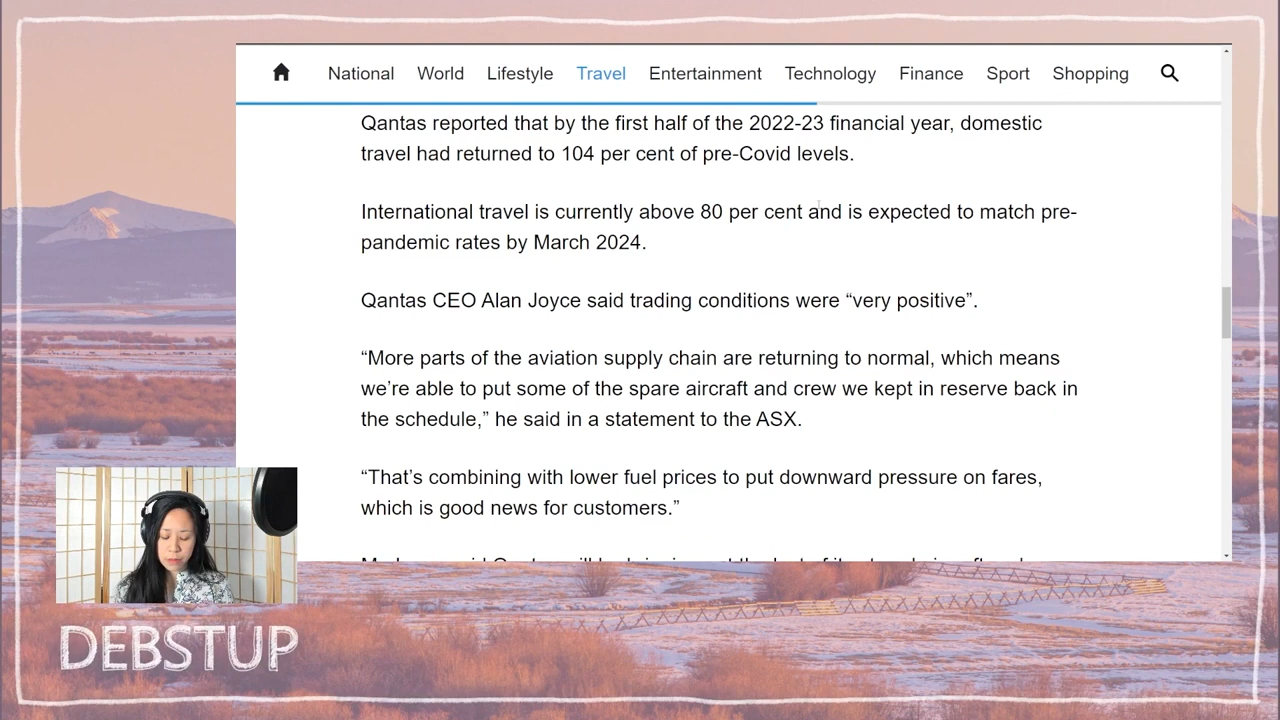 National World Lifestyle Travel Entertainment Technology Finance Sport Shopping
Qantas reported that by the first half of the 2022-23 financial year, domestic
travel had returned to 104 per cent of pre-Covid levels.
International travel is currently above 80 per cent and is expected to match pre-
pandemic rates by March 2024.
Qantas CEO Alan Joyce said trading conditions were “very positive”.
“More parts of the aviation supply chain are returning to normal, which means
we’re able to put some of the spare aircraft and crew we kept in reserve back in
the schedule,” he said in a statement to the ASX.
“That’s combining with lower fuel prices to put downward pressure on fares,
which is good news for customers.”
DEBSTUP